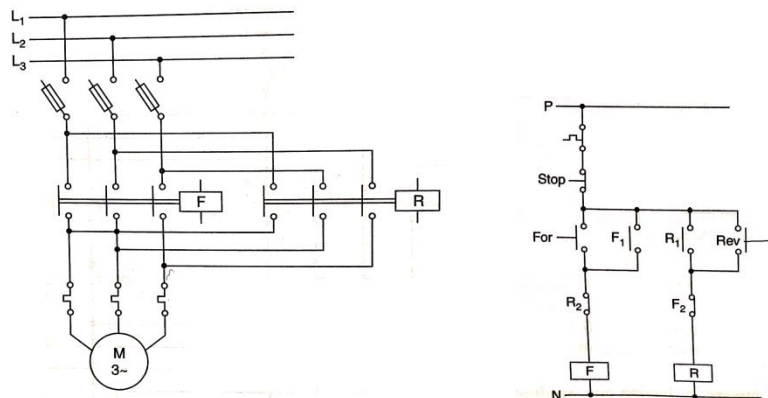 L₁
L₂
L₃
F
R
M
3~
P
Stop
For
F₁
R₁
Rev
R₂
F₂
F
R
N